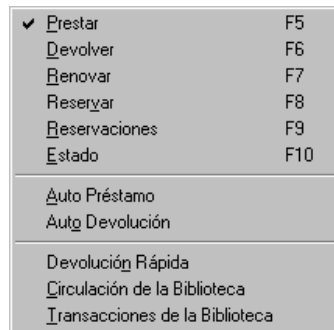 Prestar F5
Devolver F6
Renovar F7
Reservar F8
Reservaciones F9
Estado F10
Auto Préstamo
Auto Devolución
Devolución Rápida
Circulación de la Biblioteca
Transacciones de la Biblioteca